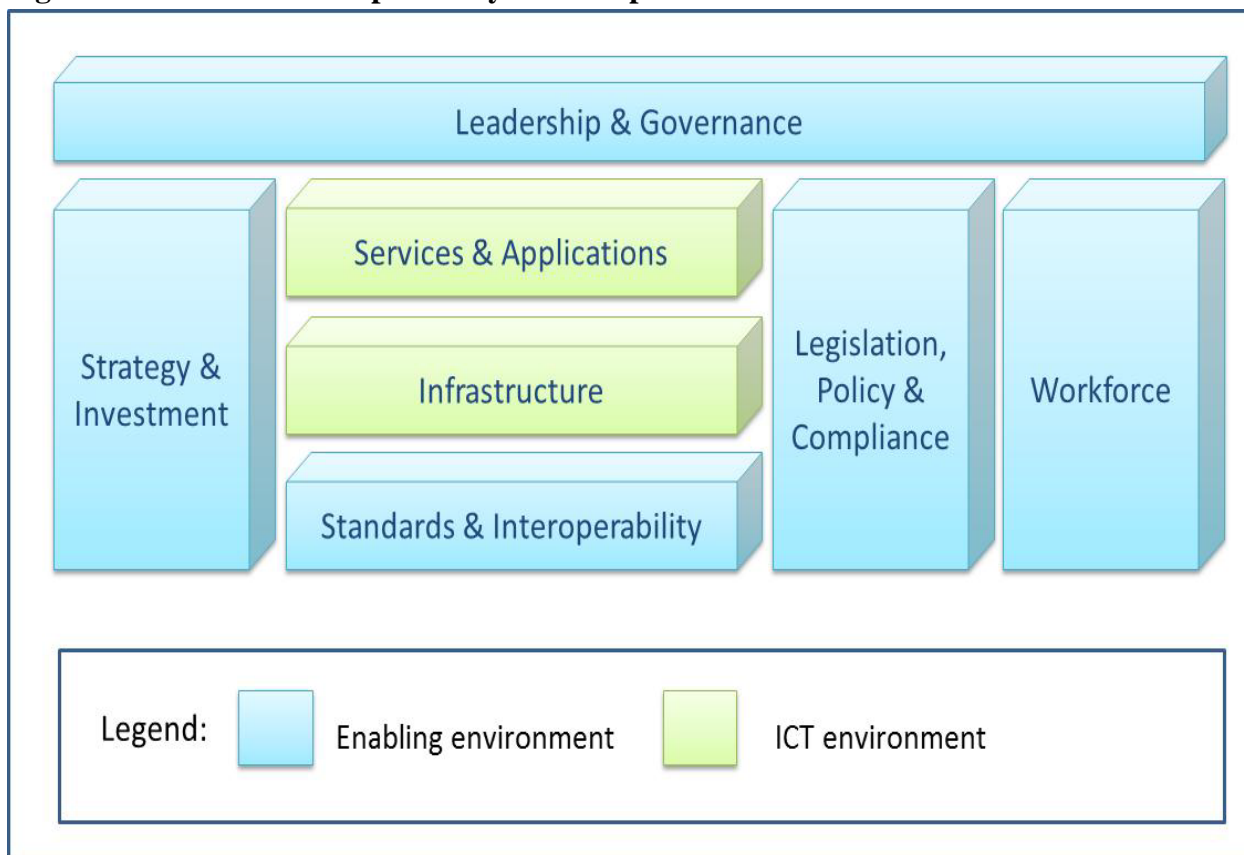 Leadership & Governance
Services & Applications
Strategy &
Investment
Infrastructure
Standards & Interoperability
Legislation,
Policy &
Compliance
Workforce
Legend:
Enabling environment
ICT environment